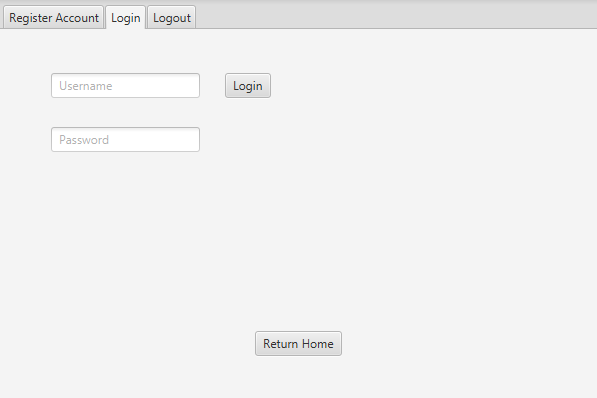 Register Account Login Logout
Username Login
Password
Return Home